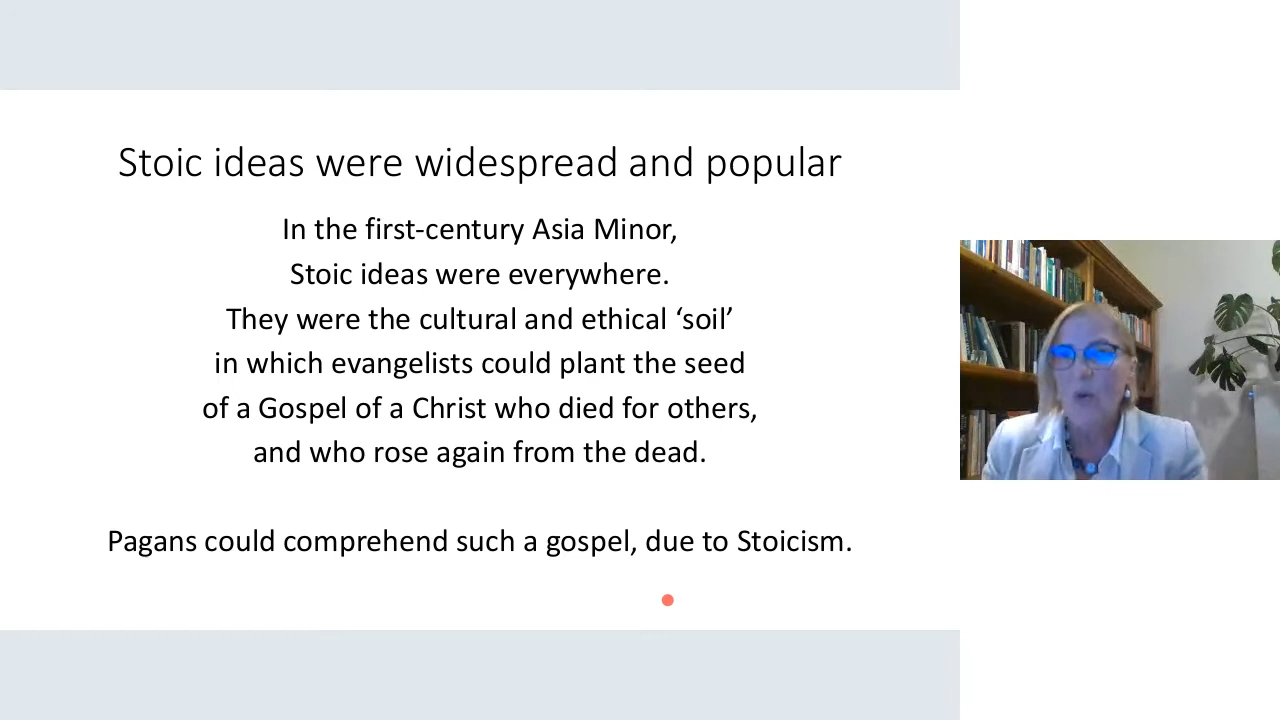 Stoic ideas were widespread and popular
In the first-century Asia Minor,
Stoic ideas were everywhere.
They were the cultural and ethical ‘soil’
in which evangelists could plant the seed
of a Gospel of a Christ who died for others,
and who rose again from the dead.
Pagans could comprehend such a gospel, due to Stoicism.